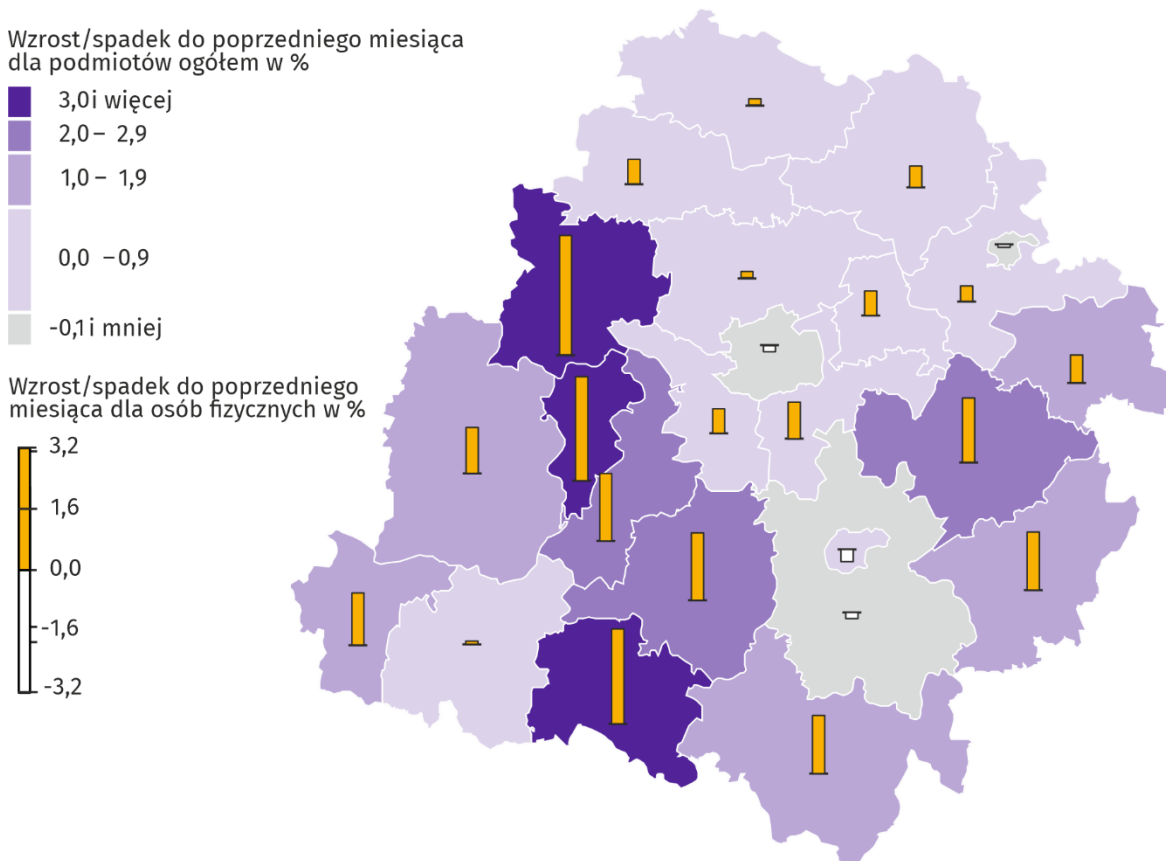 Wzrost/spadek do poprzedniego miesiąca
dla podmiotów ogółem w %
3,0 i więcej
2,0 – 2,9
1,0 – 1,9
0,0 – 0,9
-0,1 i mniej
Wzrost/spadek do poprzedniego
miesiąca dla osób fizycznych w %
3,2
1,6
0,0
-1,6
-3,2